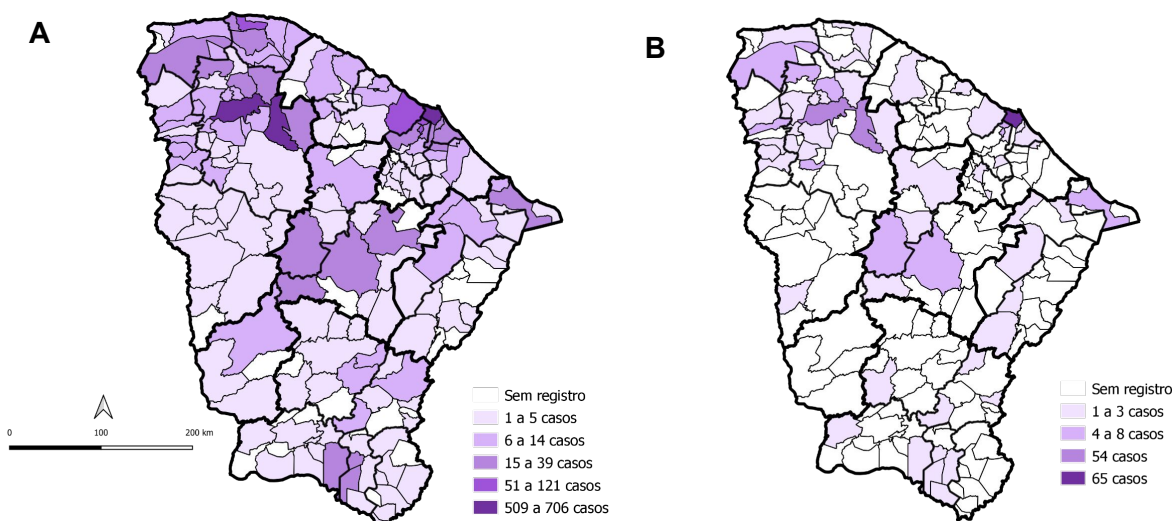 A
B
Sem registro
1 a 5 casos
6 a 14 casos
15 a 39 casos
51 a 121 casos
509 a 706 casos
0 100 200 km
Sem registro
1 a 3 casos
4 a 8 casos
54 casos
65 casos